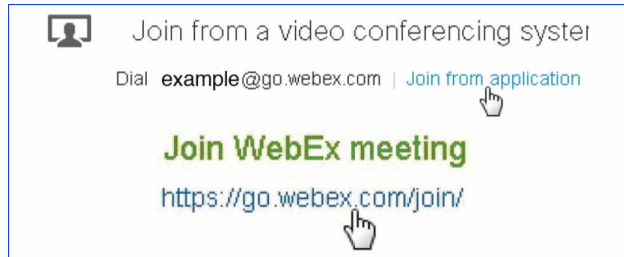 Join from a video conferencing syster
Dial example@go.webex.com | Join from application
Join WebEx meeting
https://go.webex.com/join/